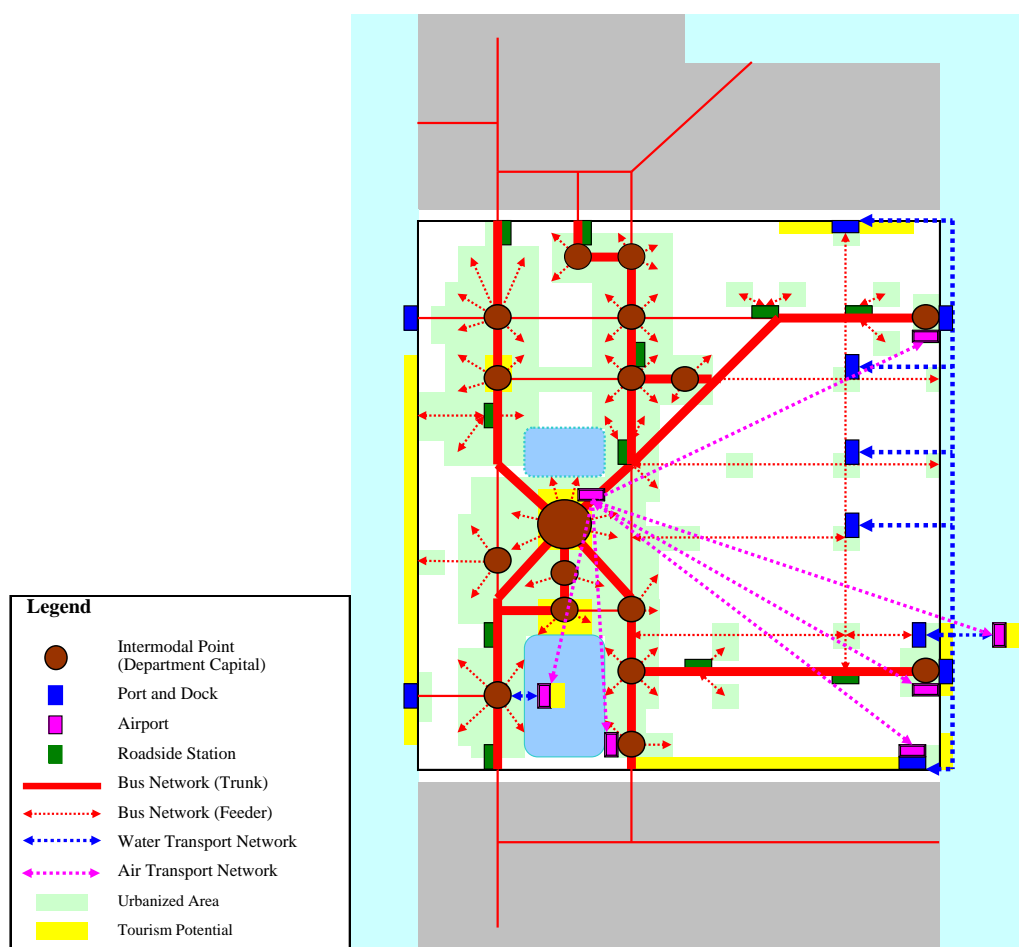 Legend
Intermodal Point
(Department Capital)
Port and Dock
Airport
Roadside Station
Bus Network (Trunk)
Bus Network (Feeder)
Water Transport Network
Air Transport Network
Urbanized Area
Tourism Potential